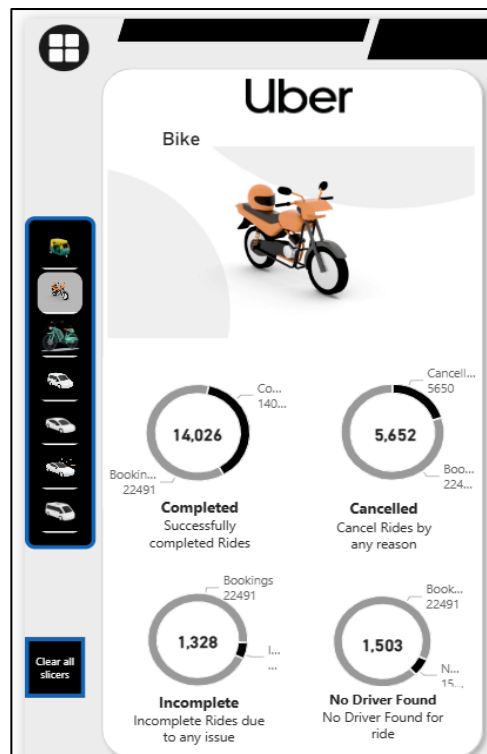 Uber
Bike
Co...
140...
14,026
Bookin...
22491
Completed
Successfully
completed Rides
Cancell...
5650
5,652
Boo...
224...
Cancelled
Cancel Rides by
any reason
Bookings
22491
1,328
I...
...
Incomplete
Incomplete Rides due
to any issue
Book...
22491
1,503
N...
15...
No Driver Found
No Driver Found for
ride
Clear all
slicers